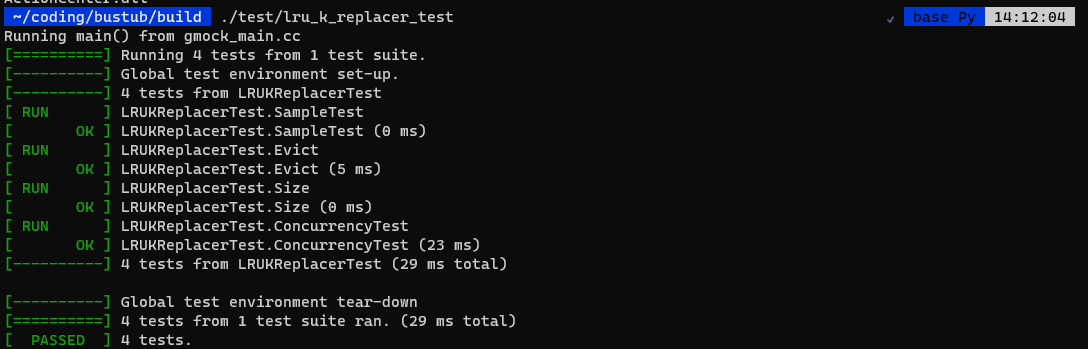 ActionCenter.dll
~/coding/bustub/build ./test/lru_k_replacer_test ✓ base Py 14:12:04
Running main() from gmock_main.cc
[==========] Running 4 tests from 1 test suite.
[----------] Global test environment set-up.
[----------] 4 tests from LRUKReplacerTest
[ RUN      ] LRUKReplacerTest.SampleTest
[       OK ] LRUKReplacerTest.SampleTest (0 ms)
[ RUN      ] LRUKReplacerTest.Evict
[       OK ] LRUKReplacerTest.Evict (5 ms)
[ RUN      ] LRUKReplacerTest.Size
[       OK ] LRUKReplacerTest.Size (0 ms)
[ RUN      ] LRUKReplacerTest.ConcurrencyTest
[       OK ] LRUKReplacerTest.ConcurrencyTest (23 ms)
[----------] 4 tests from LRUKReplacerTest (29 ms total)

[----------] Global test environment tear-down
[==========] 4 tests from 1 test suite ran. (29 ms total)
[  PASSED  ] 4 tests.